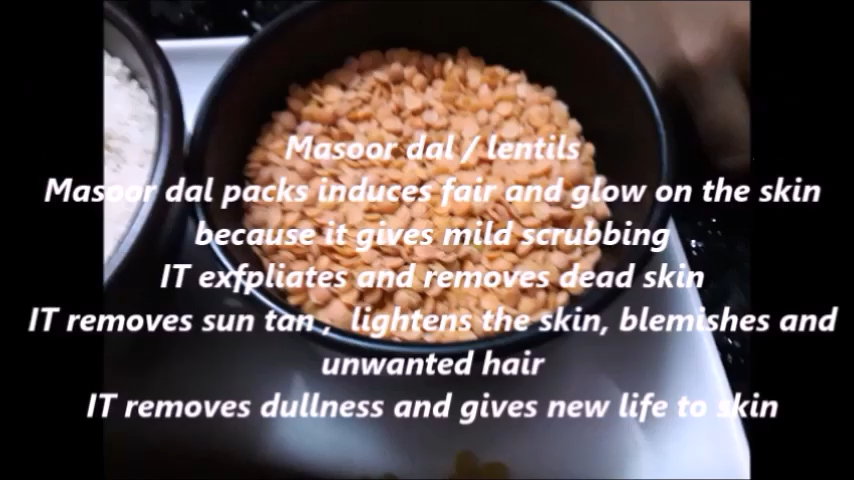 Masoor dal / lentils
Masoor dal packs induces fair and glow on the skin
because it gives mild scrubbing
IT exfpliates and removes dead skin
IT removes sun tan , lightens the skin, blemishes and
unwanted hair
IT removes dullness and gives new life to skin